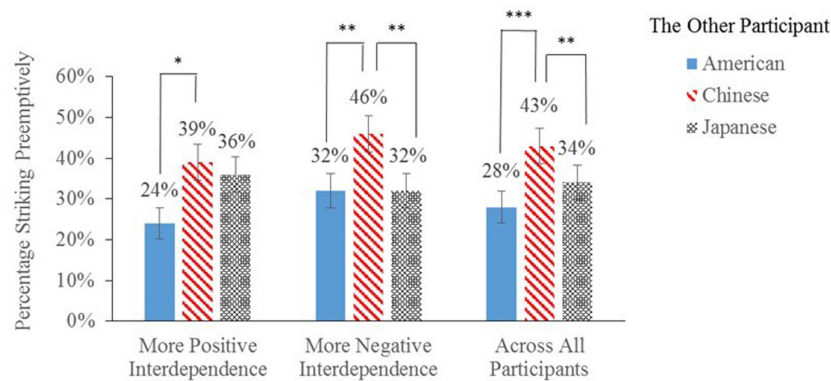 ***
** ** **
The Other Participant
*
American
Chinese
Japanese
Percentage Striking Preemptively
60%
50%
40%
30%
20%
10%
0%
24%
39%
36%
32%
46%
32%
28%
43%
34%
More Positive
Interdependence
More Negative
Interdependence
Across All
Participants